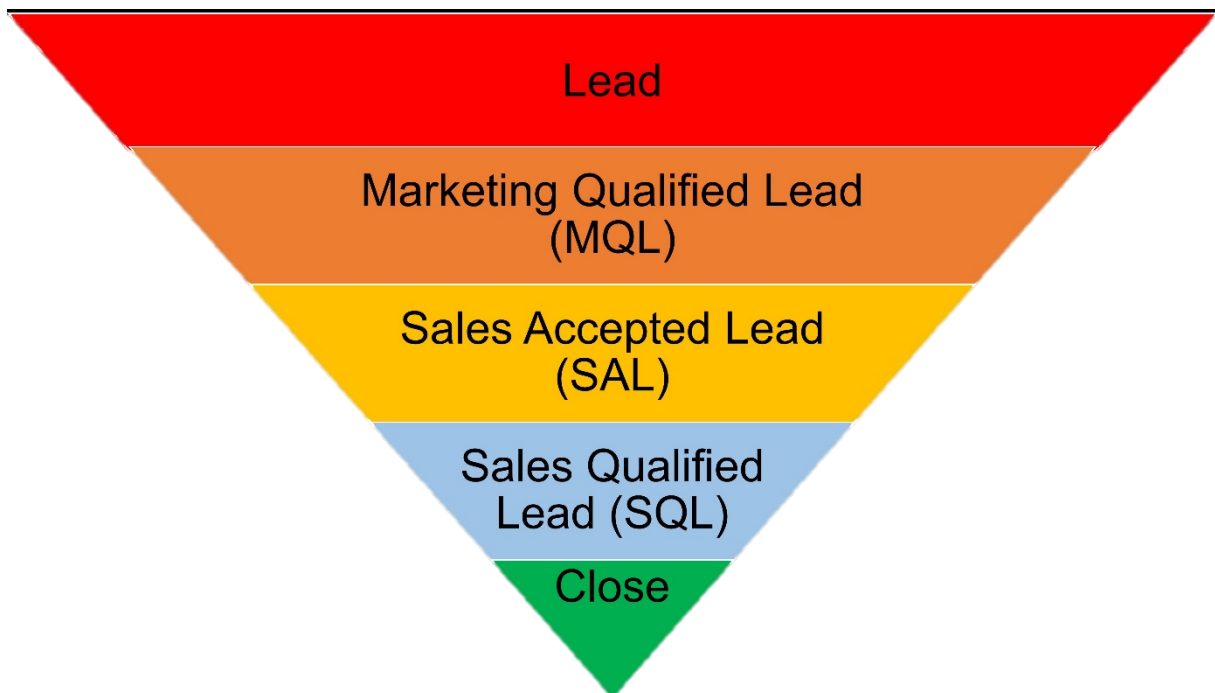 Lead
Marketing Qualified Lead
(MQL)
Sales Accepted Lead
(SAL)
Sales Qualified
Lead (SQL)
Close